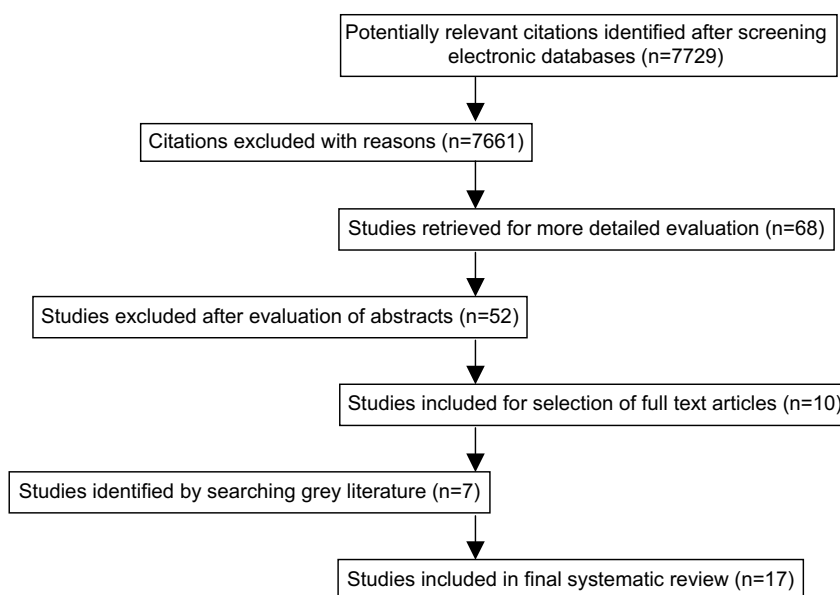 Potentially relevant citations identified after screening
electronic databases (n=7729)
Citations excluded with reasons (n=7661)
Studies retrieved for more detailed evaluation (n=68)
Studies excluded after evaluation of abstracts (n=52)
Studies included for selection of full text articles (n=10)
Studies identified by searching grey literature (n=7)
Studies included in final systematic review (n=17)